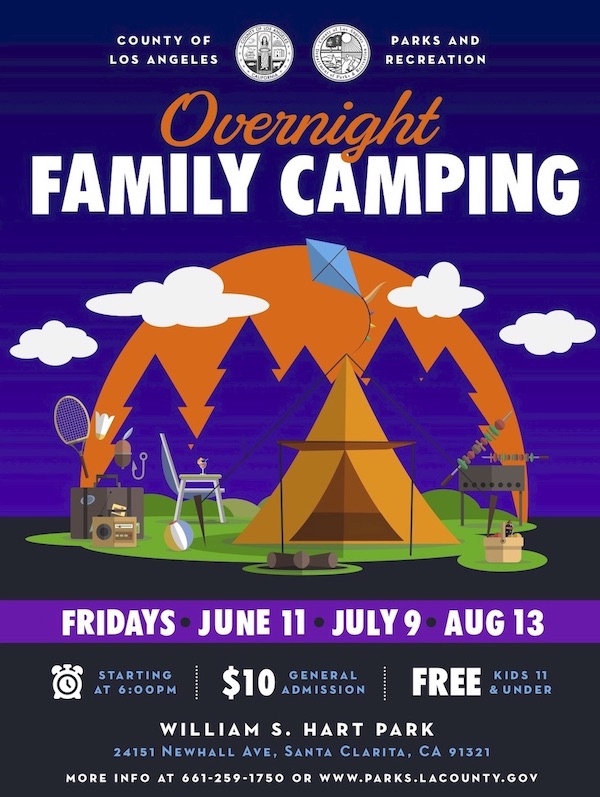 COUNTY OF
LOS ANGELES
PARKS AND
RECREATION
Overnight
FAMILY CAMPING
FRIDAYS • JUNE 11 • JULY 9 • AUG 13
STARTING
AT 6:00PM
$10 GENERAL
ADMISSION
FREE KIDS 11
& UNDER
WILLIAM S. HART PARK
24151 NEWHALL AVE, SANTA CLARITA, CA 91321
MORE INFO AT 661-259-1750 OR WWW.PARKS.LACOUNTY.GOV